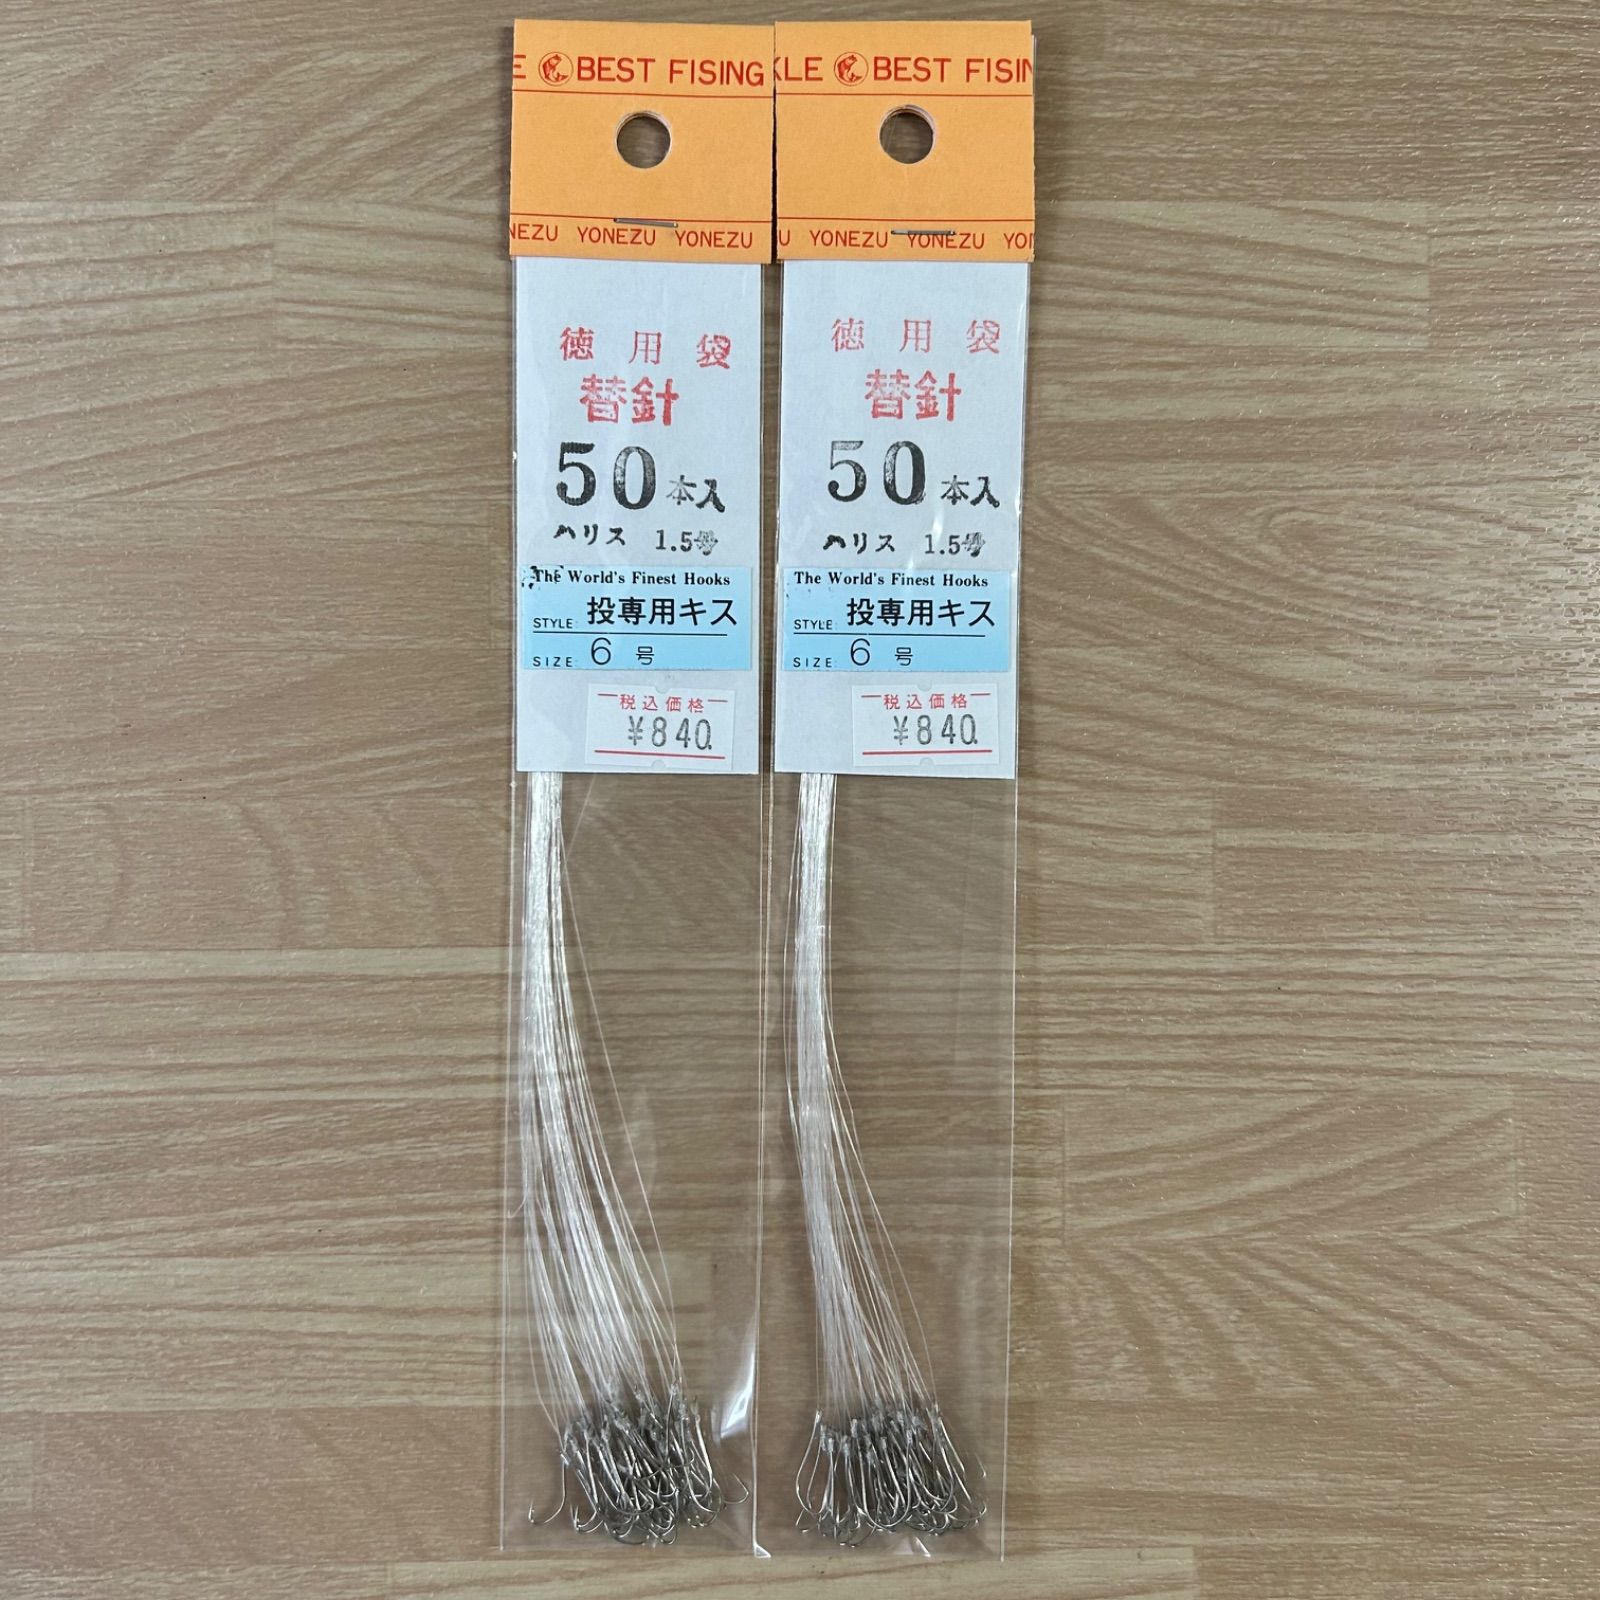 E BEST FISING
NEZU YONEZU YONEZU
徳用袋
替針
50本入
ハリス 1.5号
The World's Finest Hooks
STYLE: 投専用キス
SIZE: 6 号
税込価格
¥840.
KLE BEST FISIN
U YONEZU YONEZU YO
徳用袋
替針
50本入
ハリス 1.5号
The World's Finest Hooks
STYLE: 投専用キス
SIZE: 6 号
税込価格
¥840.